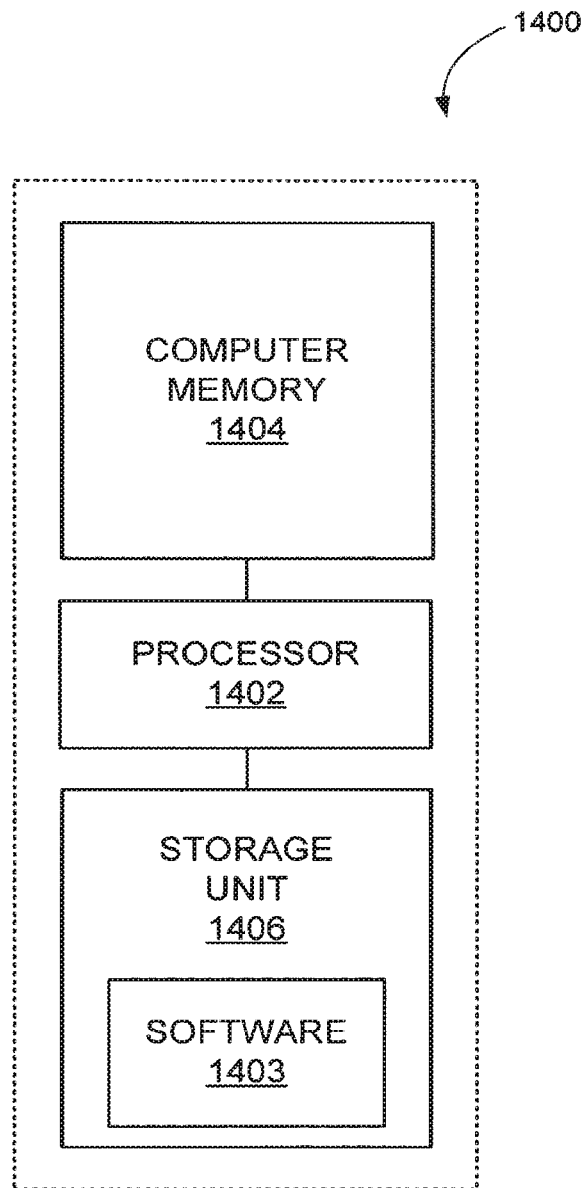 1400
COMPUTER
MEMORY
1404
PROCESSOR
1402
STORAGE
UNIT
1406
SOFTWARE
1403